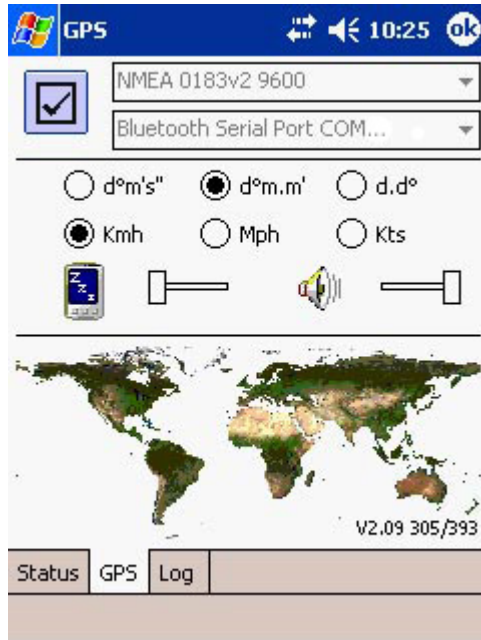 GPS 10:25 ok
NMEA 0183v2 9600
Bluetooth Serial Port COM...
d°m's" d°m.m' d.d°
Kmh Mph Kts
Z z z
V2.09 305/393
Status GPS Log